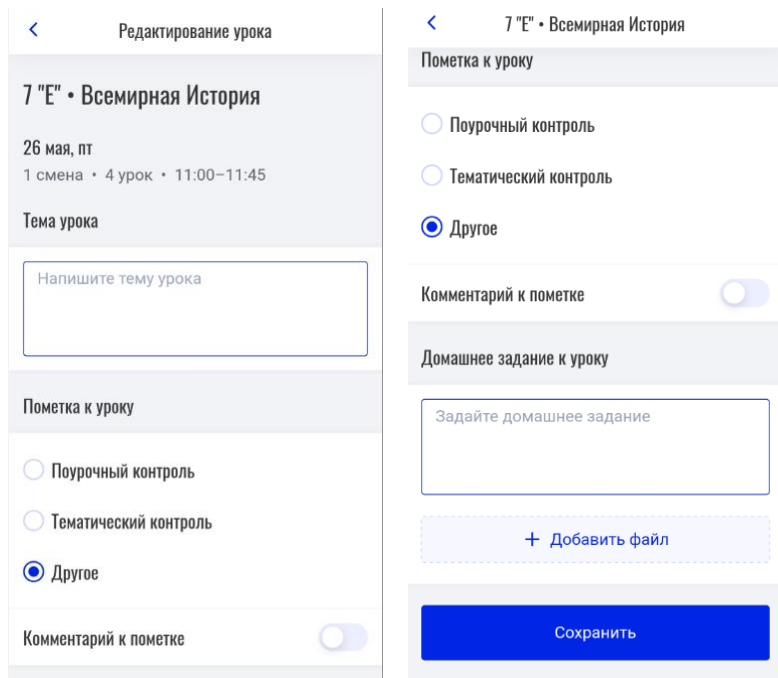 Редактирование урока
7 "Е" • Всемирная История
26 мая, пт
1 смена • 4 урок • 11:00–11:45
Тема урока
Напишите тему урока
Пометка к уроку
Поурочный контроль
Тематический контроль
Другое
Комментарий к пометке
7 "Е" • Всемирная История
Пометка к уроку
Поурочный контроль
Тематический контроль
Другое
Комментарий к пометке
Домашнее задание к уроку
Задайте домашнее задание
+ Добавить файл
Сохранить